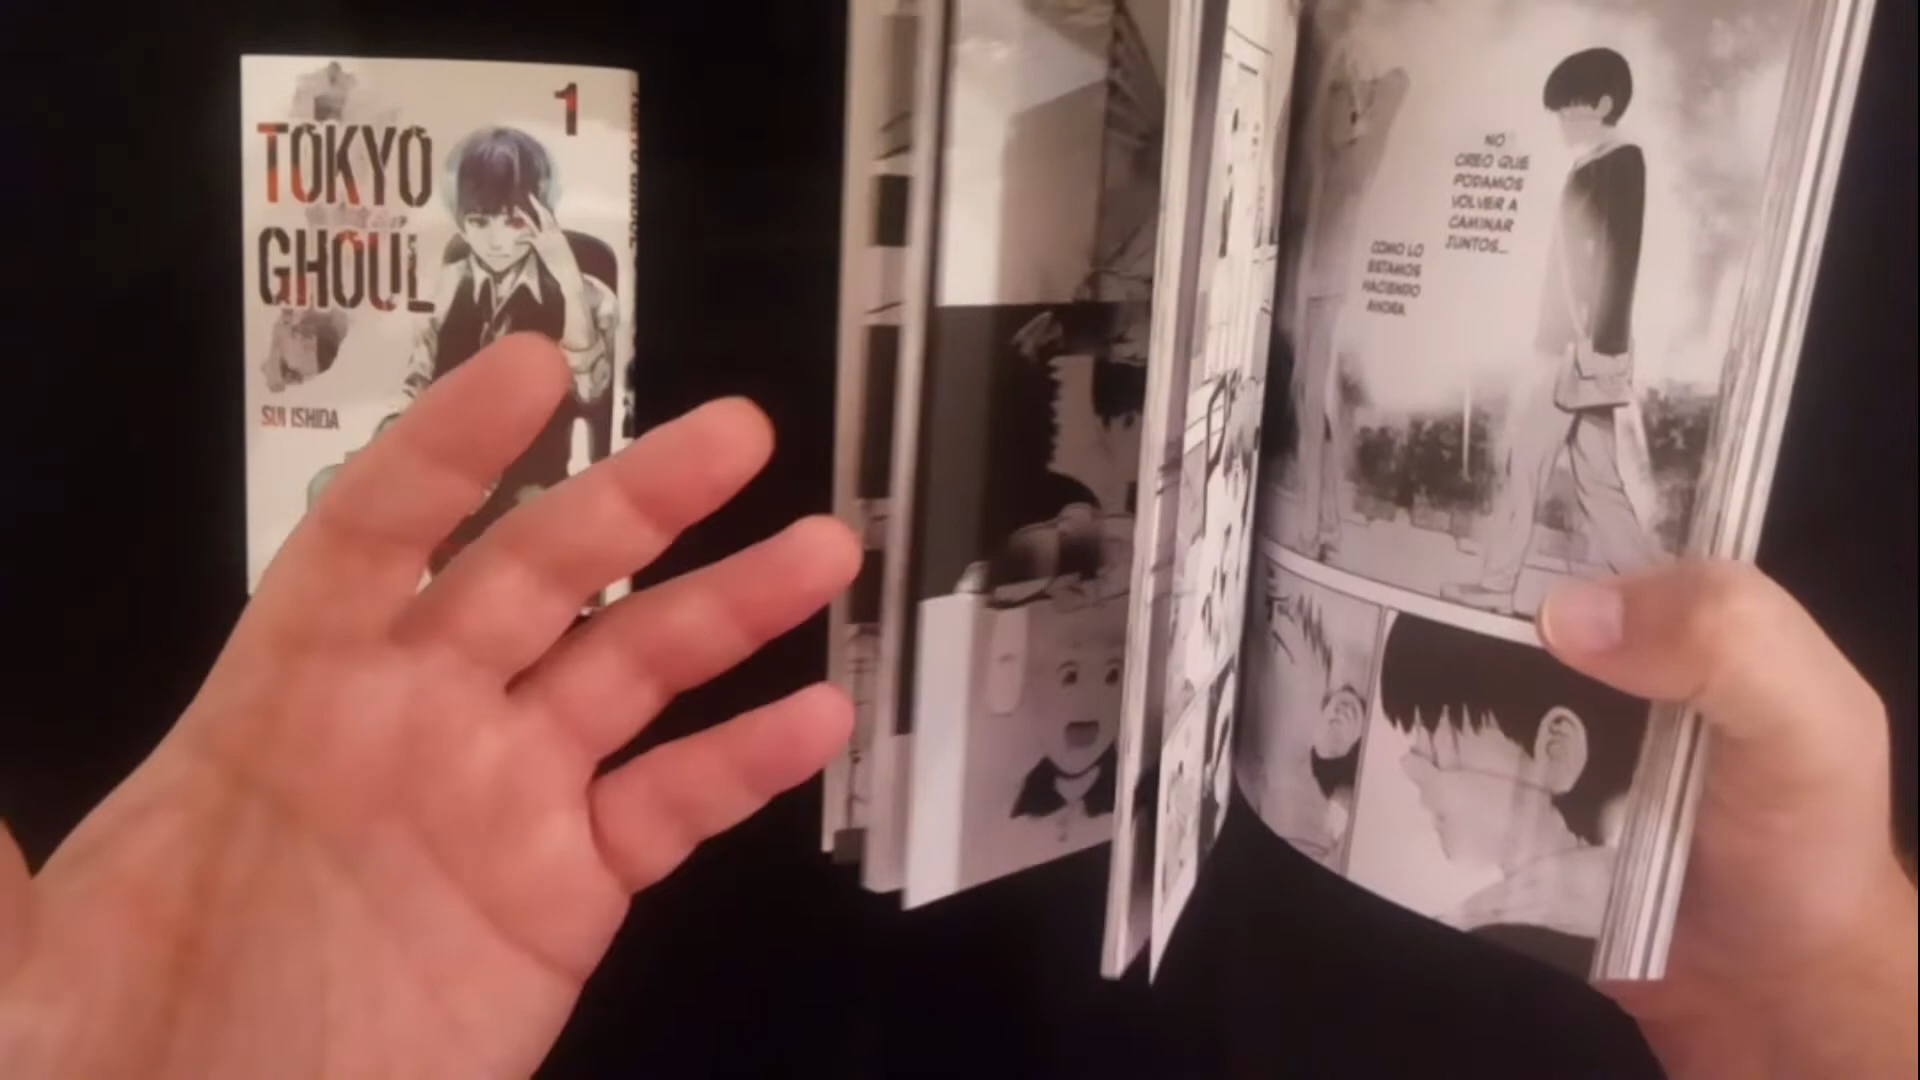 1
TOKYO
GHOUL
SUI ISHIDA
NO
CREO QUE
PODAMOS
VOLVER A
CAMINAR
JUNTOS...
COMO LO
ESTAMOS
HACIENDO
AHORA